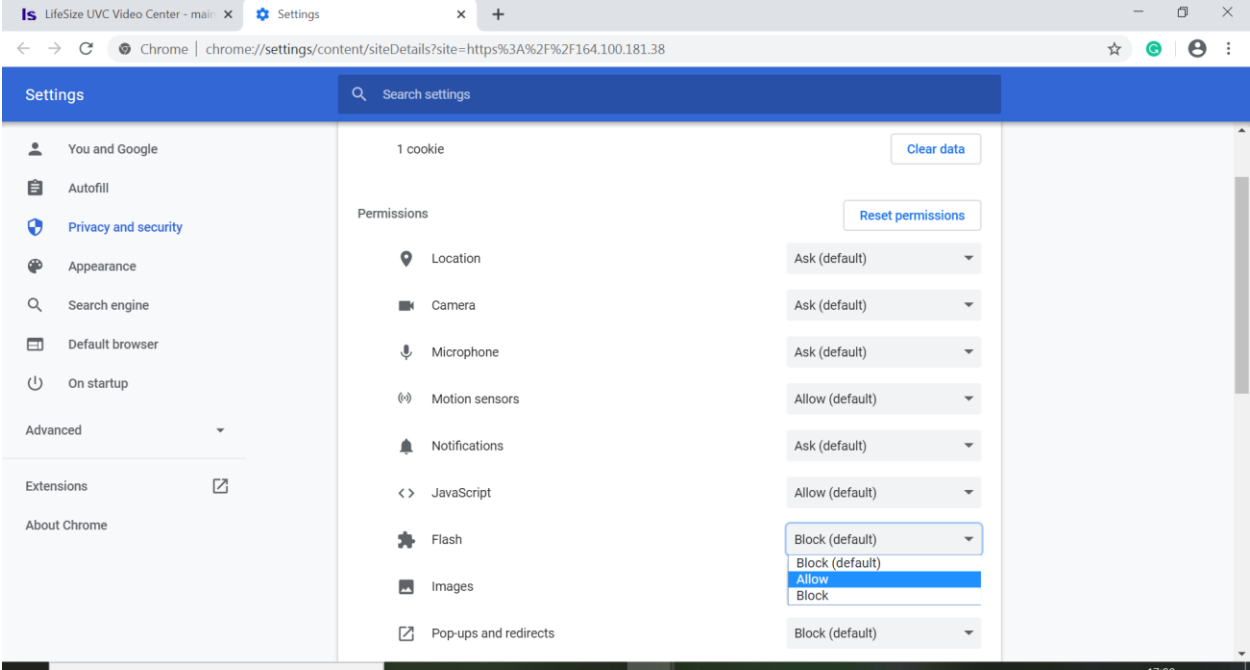 ls LifeSize UVC Video Center - main
Settings
Chrome | chrome://settings/content/siteDetails?site=https%3A%2F%2F164.100.181.38
Settings
Search settings
You and Google
Autofill
Privacy and security
Appearance
Search engine
Default browser
On startup
Advanced
Extensions
About Chrome
1 cookie
Clear data
Permissions
Reset permissions
Location
Ask (default)
Camera
Ask (default)
Microphone
Ask (default)
Motion sensors
Allow (default)
Notifications
Ask (default)
JavaScript
Allow (default)
Flash
Block (default)
Block (default)
Allow
Block
Images
Pop-ups and redirects
Block (default)